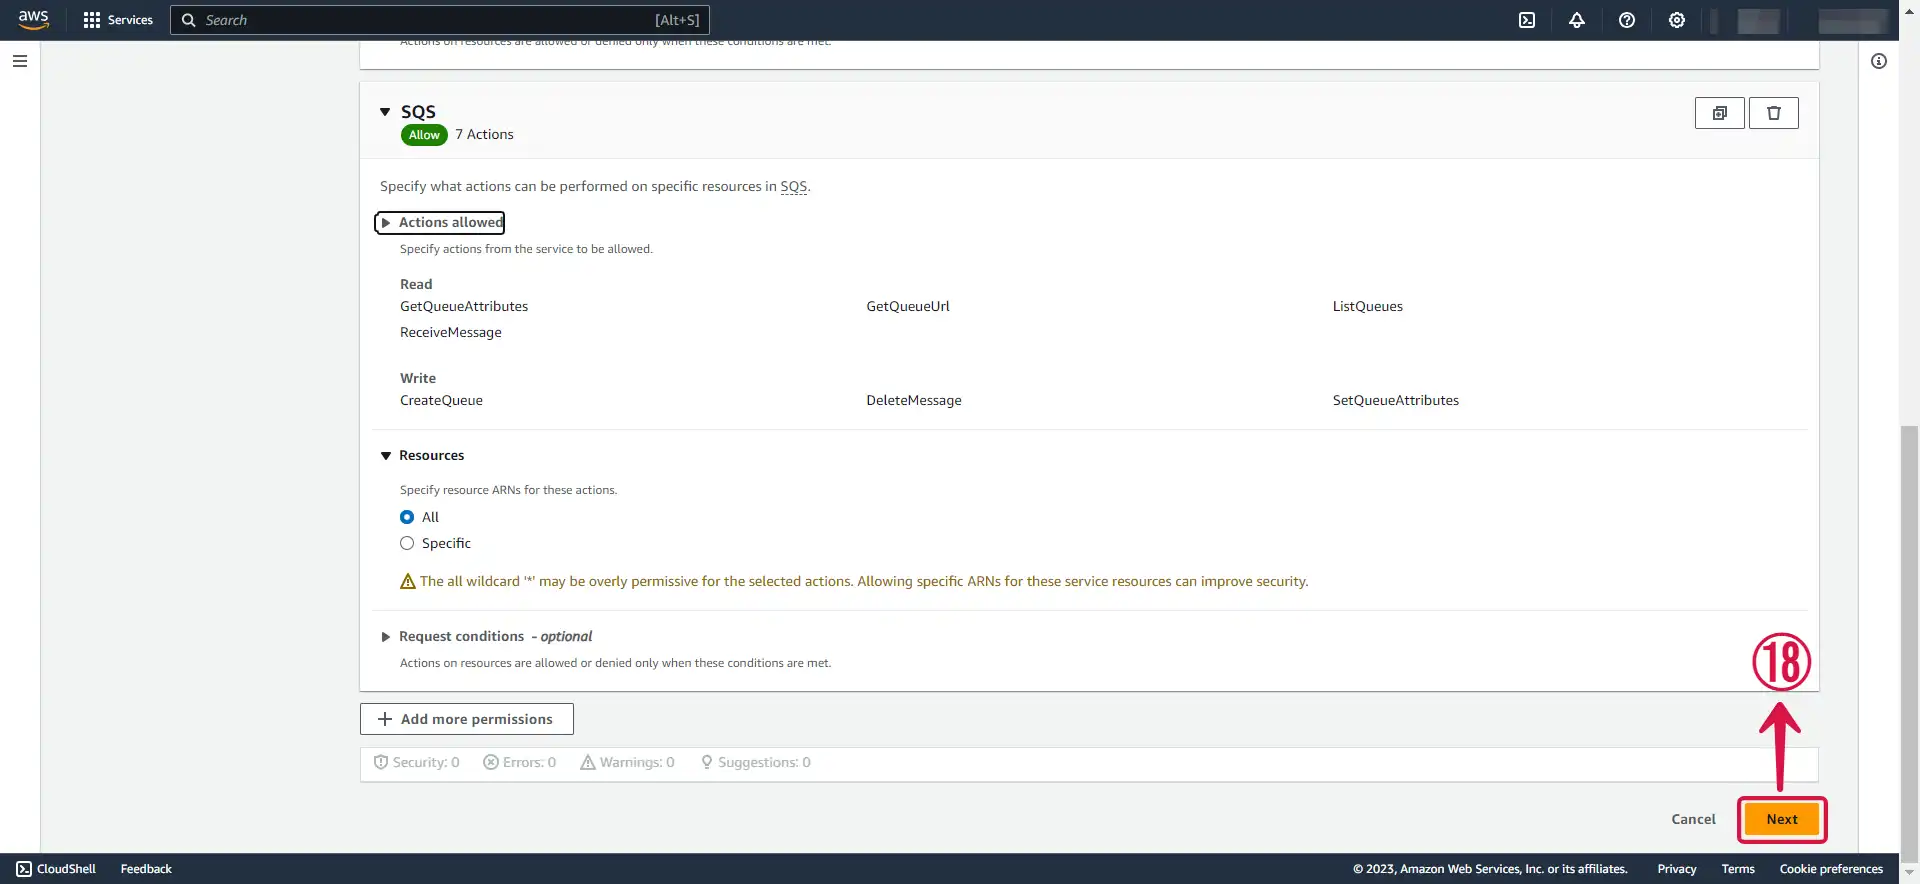 aws
Services
Search
[Alt+S]
Actions on resources are allowed or denied only when these conditions are met.
SQS
Allow 7 Actions
Specify what actions can be performed on specific resources in SQS.
Actions allowed
Specify actions from the service to be allowed.
Read
GetQueueAttributes GetQueueUrl ListQueues
ReceiveMessage
Write
CreateQueue DeleteMessage SetQueueAttributes
Resources
Specify resource ARNs for these actions.
All
Specific
The all wildcard '*' may be overly permissive for the selected actions. Allowing specific ARNs for these service resources can improve security.
Request conditions - optional
Actions on resources are allowed or denied only when these conditions are met.
18
Add more permissions
Security: 0 Errors: 0 Warnings: 0 Suggestions: 0
Cancel Next
CloudShell Feedback © 2023, Amazon Web Services, Inc. or its affiliates. Privacy Terms Cookie preferences